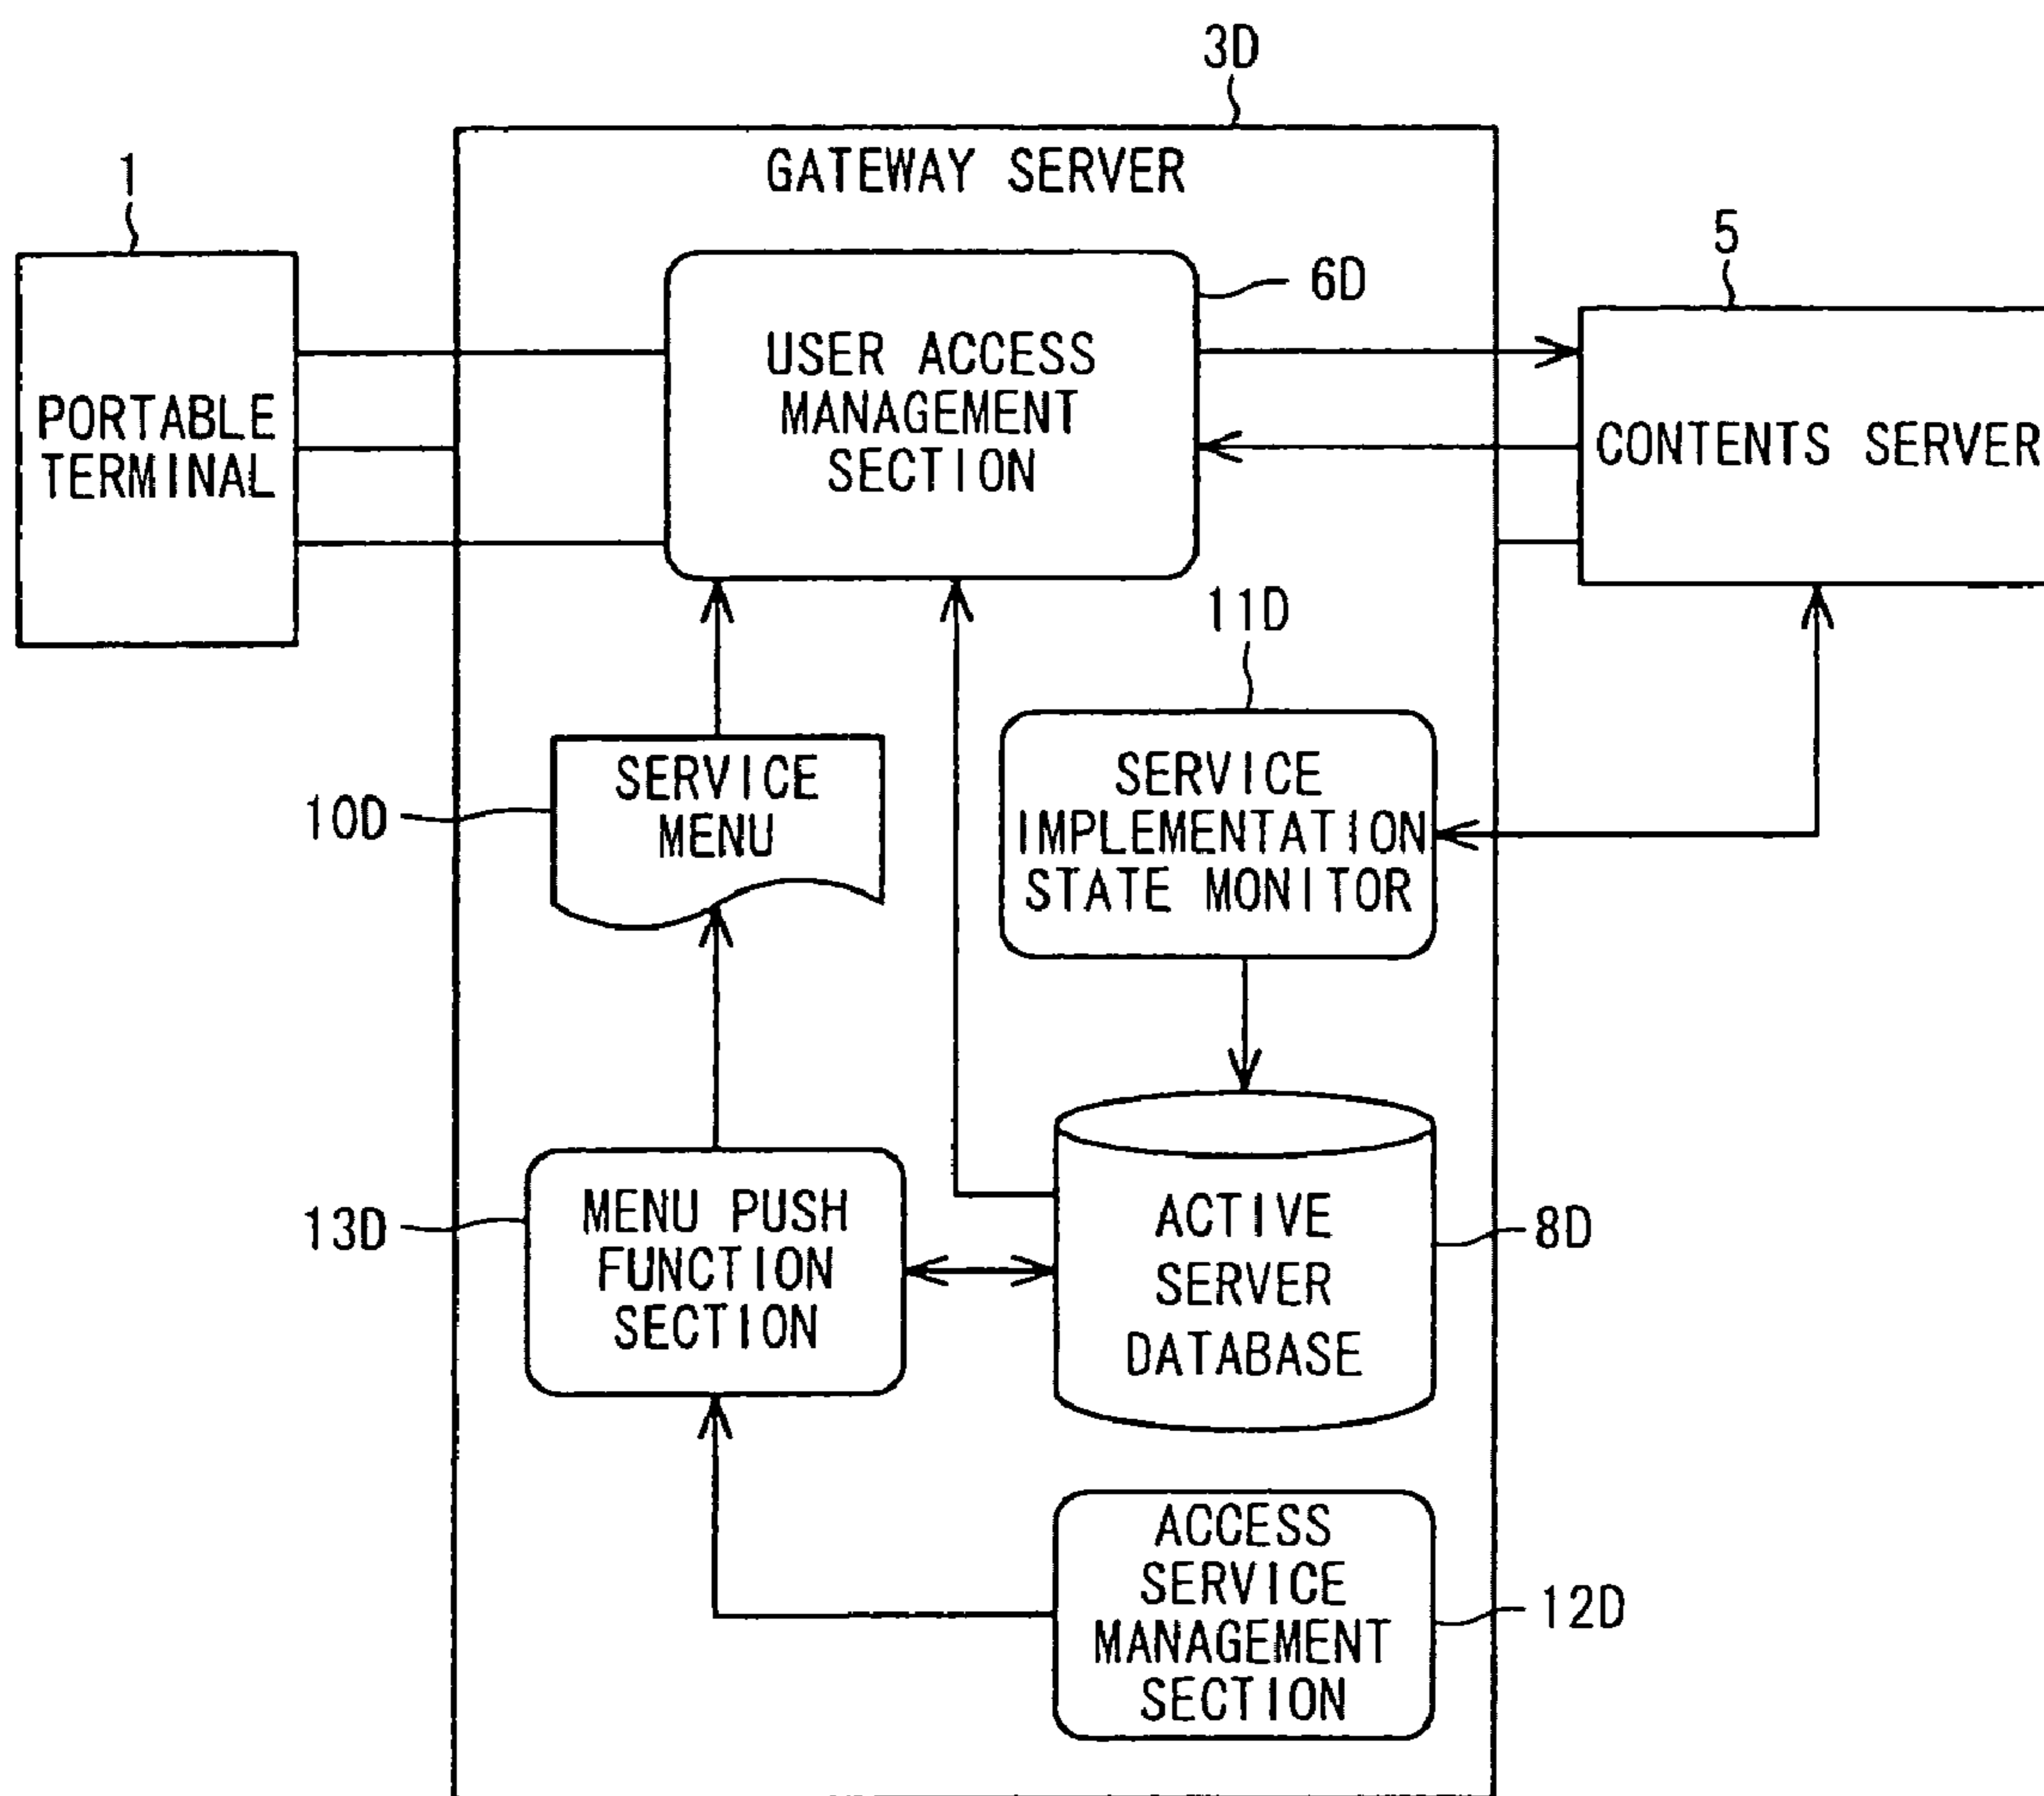 3D
GATEWAY SERVER
1
PORTABLE
TERMINAL
6D
USER ACCESS
MANAGEMENT
SECTION
5
CONTENTS SERVER
11D
SERVICE
IMPLEMENTATION
STATE MONITOR
10D
SERVICE
MENU
13D
MENU PUSH
FUNCTION
SECTION
ACTIVE
SERVER
DATABASE
8D
ACCESS
SERVICE
MANAGEMENT
SECTION
12D